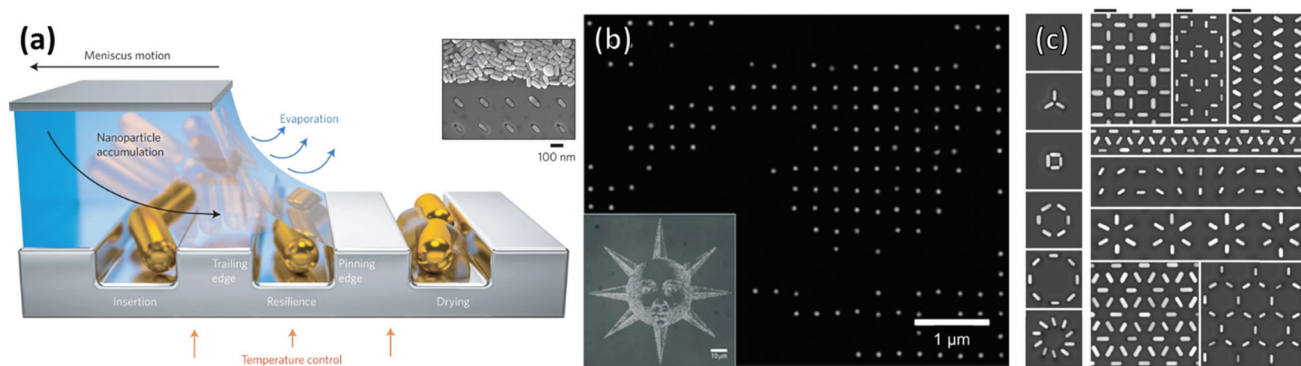 (a)
Meniscus motion
Nanoparticle
accumulation
Evaporation
100 nm
Trailing
edge
Pinning
edge
Insertion
Resilience
Drying
Temperature control
(b)
10 µm
1 µm
(c)